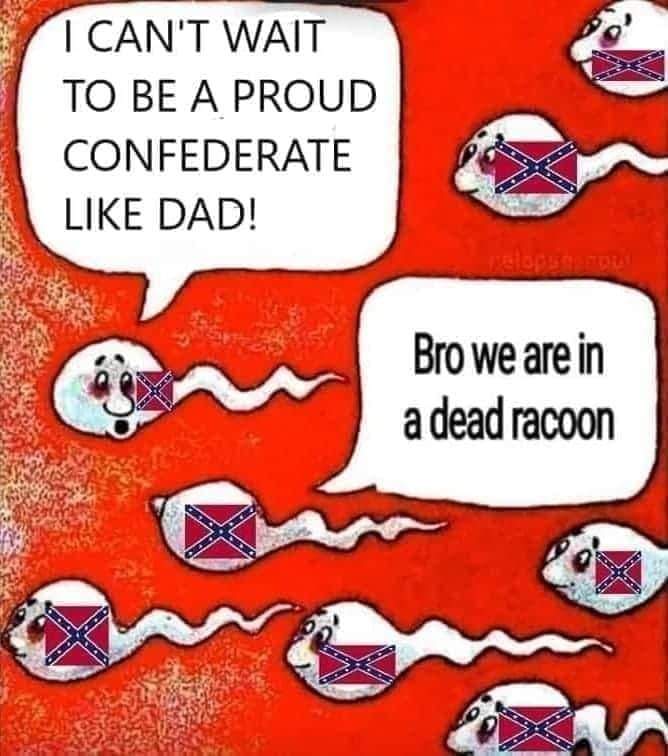 I CAN'T WAIT
TO BE A PROUD
CONFEDERATE
LIKE DAD!
Bro we are in
a dead racoon